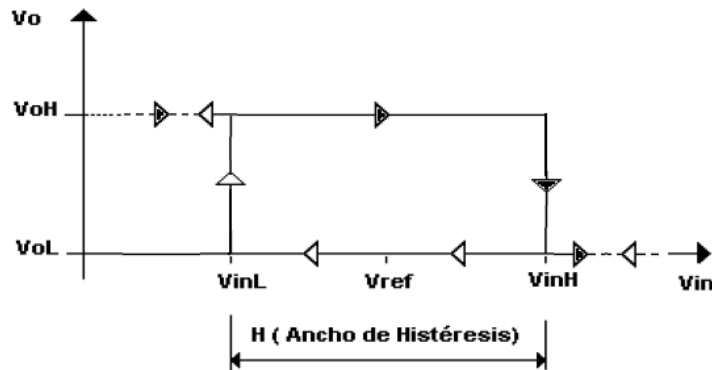 Vo
VoH
VoL
VinL
Vref
VinH
Vin
H ( Ancho de Histéresis)